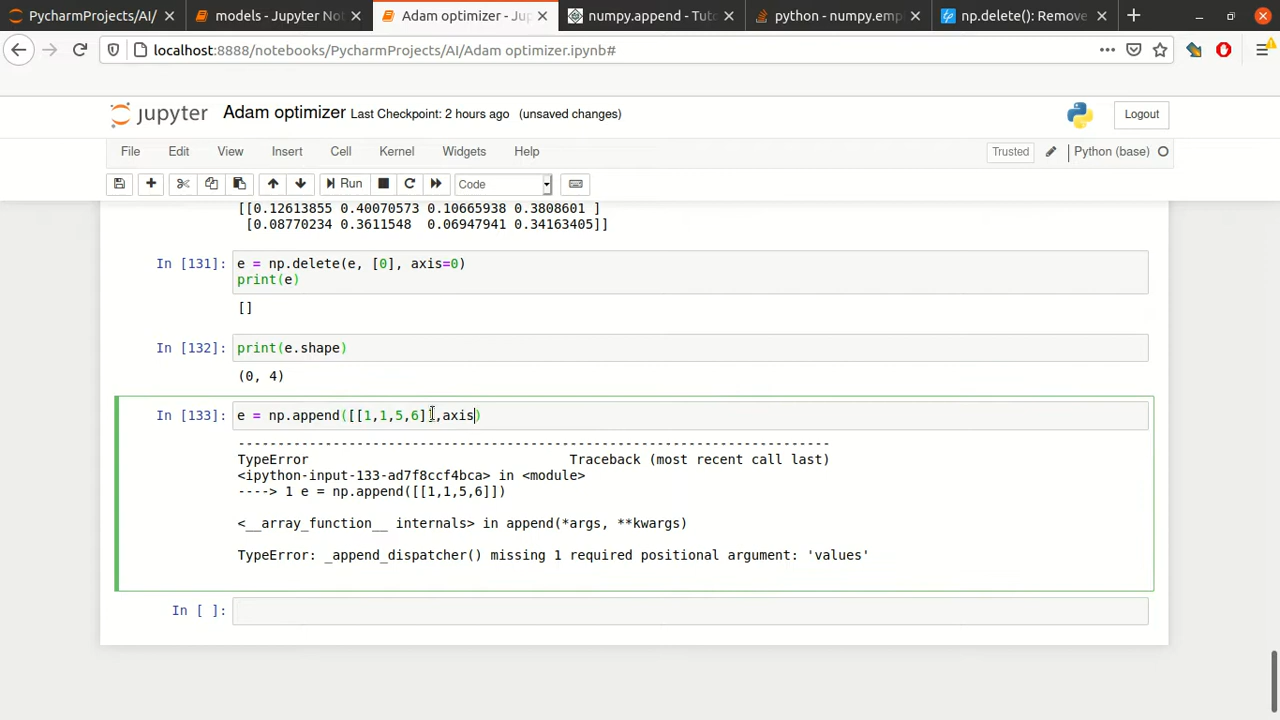 PycharmProjects/AI/
models - Jupyter Not
Adam optimizer - Jup
numpy.append - Tuto
python - numpy.emp
np.delete(): Remove
localhost:8888/notebooks/PycharmProjects/AI/Adam optimizer.ipynb#
jupyter Adam optimizer Last Checkpoint: 2 hours ago (unsaved changes)
Logout
File Edit View Insert Cell Kernel Widgets Help
Trusted Python (base)
Run Code
[[0.12613855 0.40070573 0.10665938 0.3808601 ]
[0.08770234 0.3611548 0.06947941 0.34163405]]
In [131]: e = np.delete(e, [0], axis=0)
print(e)
[]
In [132]: print(e.shape)
(0, 4)
In [133]: e = np.append([[1,1,5,6]],axis)
---------------------------------------------------------------------------
TypeError Traceback (most recent call last)
<ipython-input-133-ad7f8ccf4bca> in <module>
----> 1 e = np.append([[1,1,5,6]])
<__array_function__ internals> in append(*args, **kwargs)
TypeError: _append_dispatcher() missing 1 required positional argument: 'values'
In [ ]: